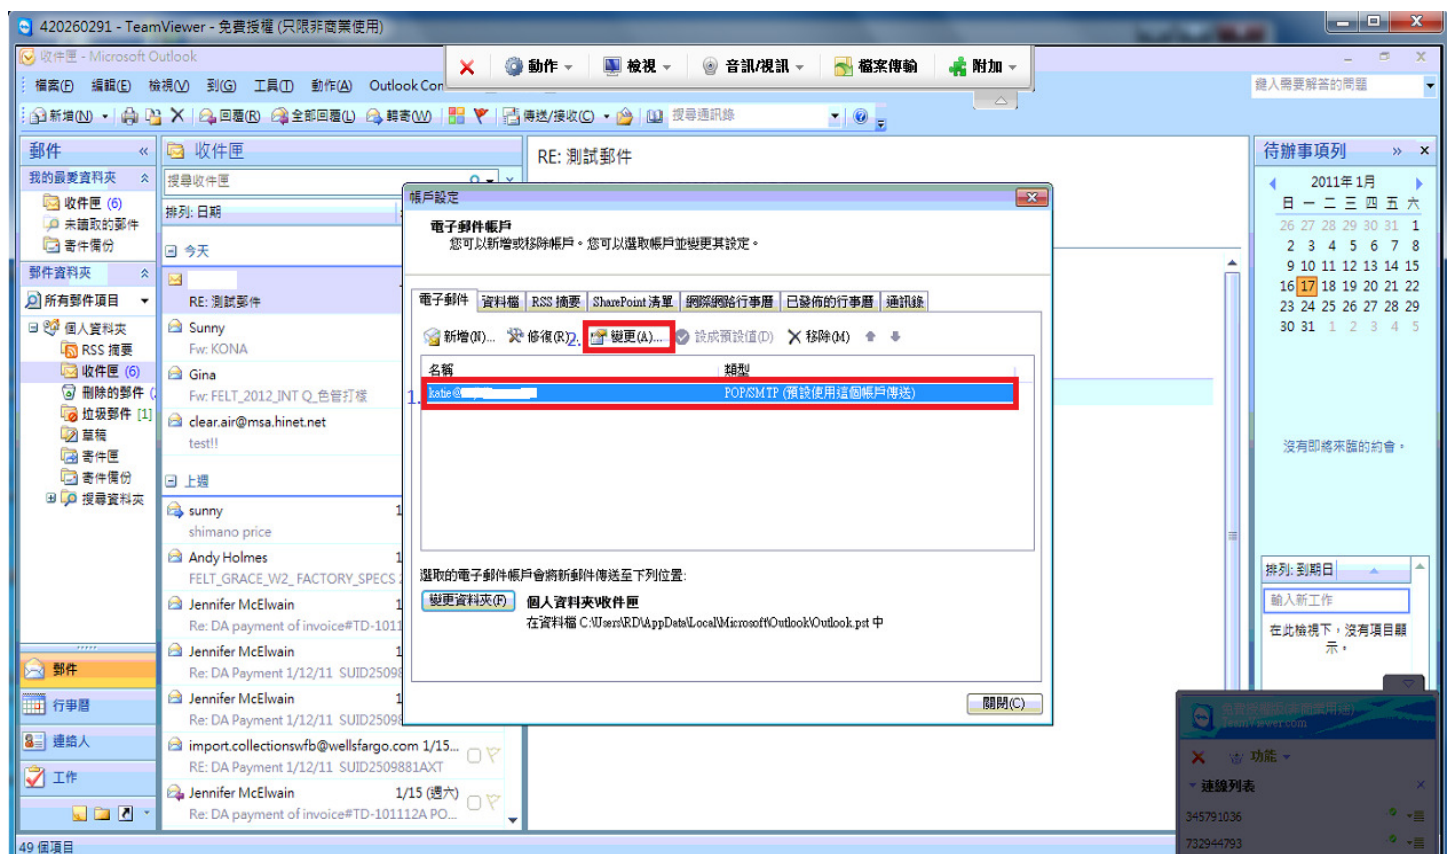 420260291 - TeamViewer - 免費授權 (只限非商業使用)
收件匣 - Microsoft Outlook
動作
檢視
音訊/視訊
檔案傳輸
附加
檔案(F) 編輯(E) 檢視(V) 到(G) 工具(T) 動作(A) Outlook Con
鍵入需要解答的問題
新增(N) 回覆(R) 全部回覆(L) 轉寄(W) 傳送/接收(C) 搜尋通訊錄
郵件 «
我的最愛資料夾
收件匣 (6)
未讀取的郵件
寄件備份
郵件資料夾
所有郵件項目
個人資料夾
RSS 摘要
收件匣 (6)
刪除的郵件 (
垃圾郵件 [1]
草稿
寄件匣
寄件備份
搜尋資料夾
郵件
行事曆
連絡人
工作
49 個項目
收件匣
搜尋收件匣
排列: 日期
今天
RE: 測試郵件
Sunny
Fw: KONA
Gina
Fw: FELT_2012_INT Q_色管打樣
clear.air@msa.hinet.net
test!!
上週
sunny 1
shimano price
Andy Holmes 1
FELT_GRACE_W2_FACTORY_SPECS
Jennifer McElwain 1
Re: DA payment of invoice#TD-1011
Jennifer McElwain 1
Re: DA Payment 1/12/11 SUID2509
Jennifer McElwain 1
Re: DA Payment 1/12/11 SUID2509
import.collectionswfb@wellsfargo.com 1/15...
RE: DA Payment 1/12/11 SUID2509881AXT
Jennifer McElwain 1/15 (週六)
Re: DA payment of invoice#TD-101112A PO...
RE: 測試郵件
帳戶設定
電子郵件帳戶
您可以新增或移除帳戶。您可以選取帳戶並變更其設定。
電子郵件 資料檔 RSS 摘要 SharePoint 清單 網際網路行事曆 已發佈的行事曆 通訊錄
新增(N)... 修復(R) 2. 變更(A)... 設成預設值(D) 移除(M)
名稱 類型
1. katie@ POP/SMTP (預設使用這個帳戶傳送)
選取的電子郵件帳戶會將新郵件傳送至下列位置:
變更資料夾(F) 個人資料夾\收件匣
在資料檔 C:\Users\RD\AppData\Local\Microsoft\Outlook\Outlook.pst 中
關閉(C)
待辦事項列 » ×
2011年 1月
日 一 二 三 四 五 六
26 27 28 29 30 31 1
2 3 4 5 6 7 8
9 10 11 12 13 14 15
16 17 18 19 20 21 22
23 24 25 26 27 28 29
30 31 1 2 3 4 5
沒有即將來臨的約會。
排列: 到期日
輸入新工作
在此檢視下，沒有項目顯
示。
功能
連線列表
345791036
732944793